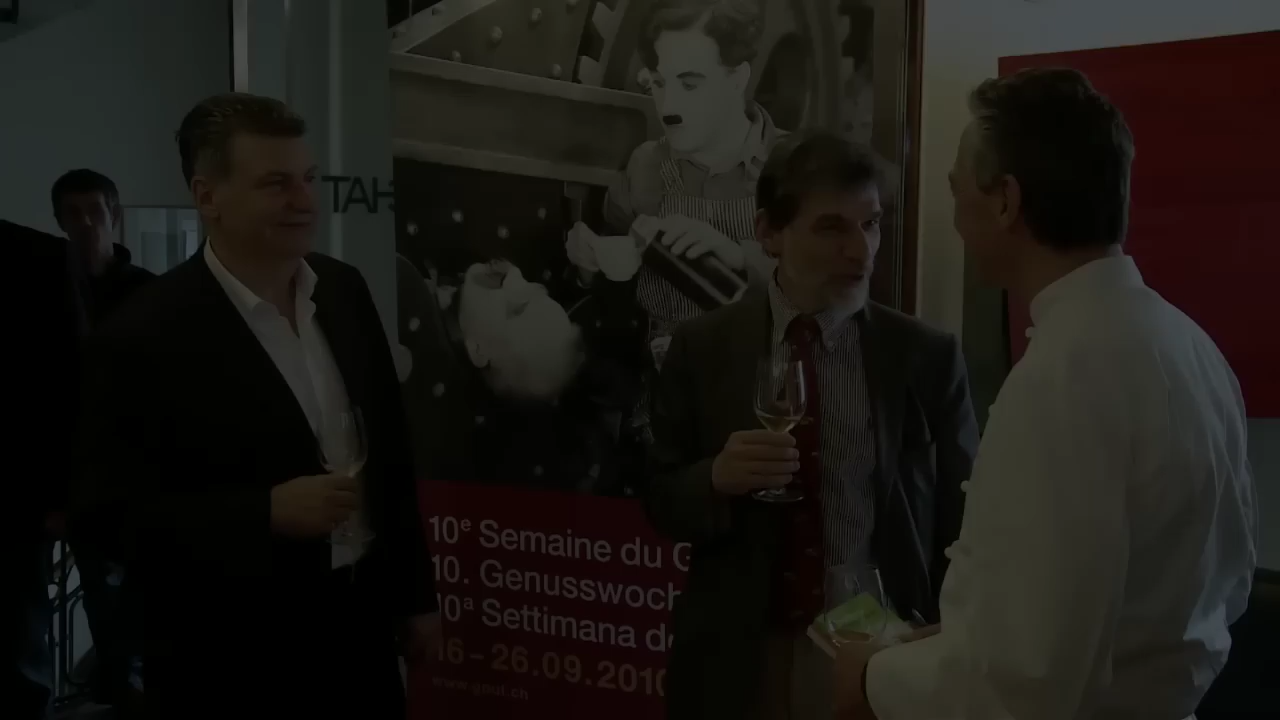 TAH
10e Semaine du G
10. Genusswoch
10a Settimana de
16-26.09.2010
www.gout.ch